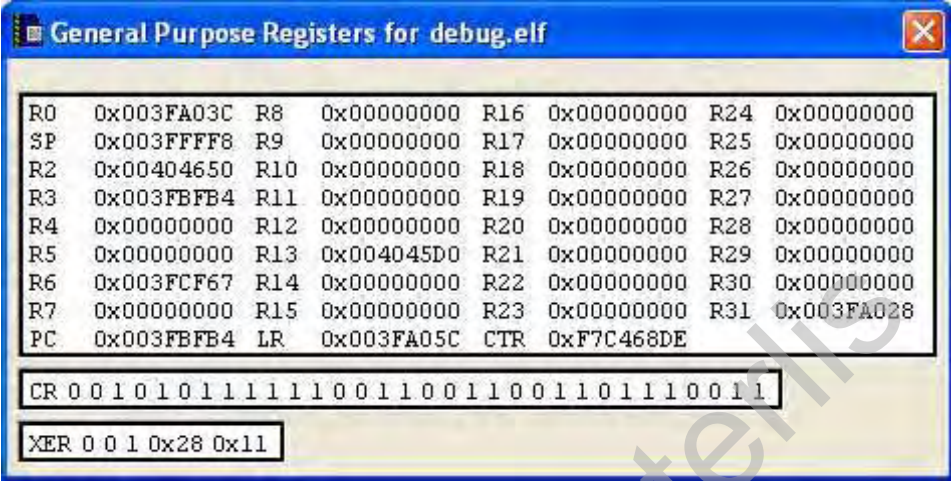 General Purpose Registers for debug.elf
R0 0x003FA03C R8 0x00000000 R16 0x00000000 R24 0x00000000
SP 0x003FFFF8 R9 0x00000000 R17 0x00000000 R25 0x00000000
R2 0x00404650 R10 0x00000000 R18 0x00000000 R26 0x00000000
R3 0x003FBFB4 R11 0x00000000 R19 0x00000000 R27 0x00000000
R4 0x00000000 R12 0x00000000 R20 0x00000000 R28 0x00000000
R5 0x00000000 R13 0x004045D0 R21 0x00000000 R29 0x00000000
R6 0x003FCF67 R14 0x00000000 R22 0x00000000 R30 0x00000000
R7 0x00000000 R15 0x00000000 R23 0x00000000 R31 0x003FA028
PC 0x003FBFB4 LR 0x003FA05C CTR 0xF7C468DE
CR 0 0 1 0 1 0 1 1 1 1 1 1 0 0 1 1 0 0 1 1 0 0 1 1 0 1 1 1 0 0 1 1
XER 0 0 1 0x28 0x11